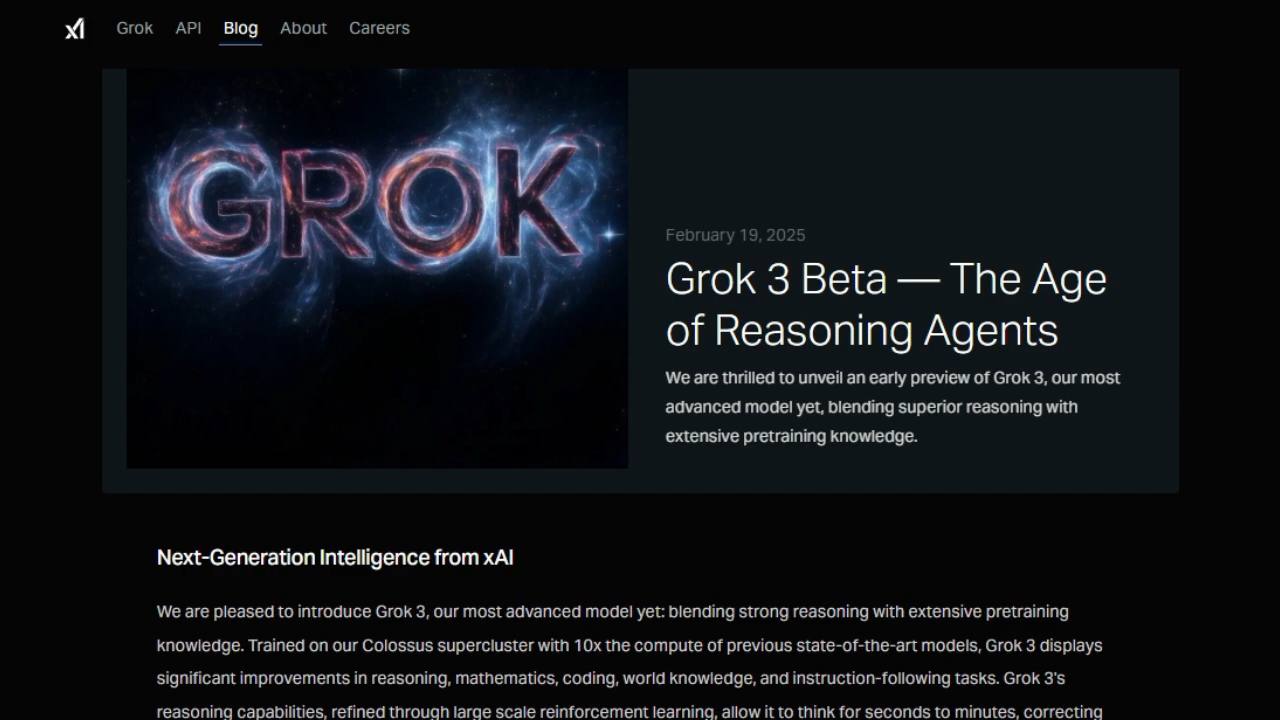 xI
Grok API Blog About Careers
GROK
February 19, 2025
Grok 3 Beta — The Age
of Reasoning Agents
We are thrilled to unveil an early preview of Grok 3, our most
advanced model yet, blending superior reasoning with
extensive pretraining knowledge.
Next-Generation Intelligence from xAI
We are pleased to introduce Grok 3, our most advanced model yet: blending strong reasoning with extensive pretraining
knowledge. Trained on our Colossus supercluster with 10x the compute of previous state-of-the-art models, Grok 3 displays
significant improvements in reasoning, mathematics, coding, world knowledge, and instruction-following tasks. Grok 3's
reasoning capabilities, refined through large scale reinforcement learning, allow it to think for seconds to minutes, correcting